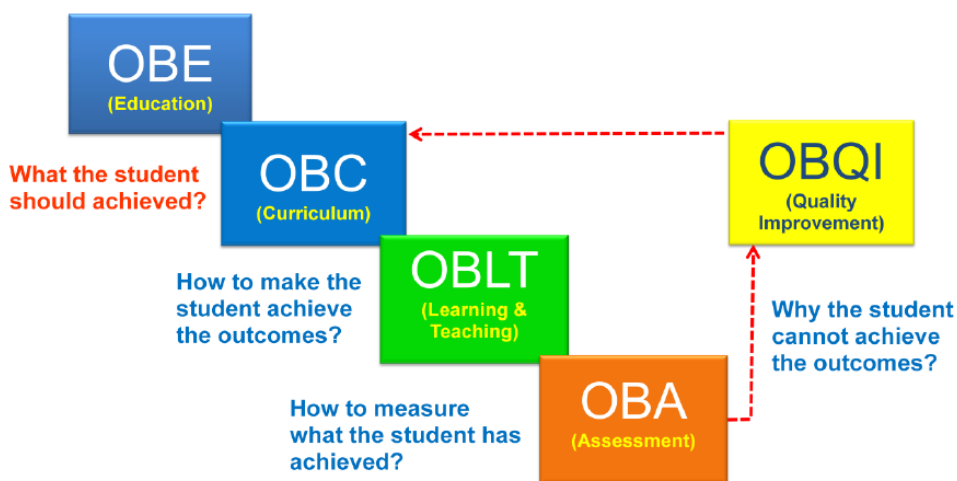 OBE
(Education)
What the student
should achieved?
OBC
(Curriculum)
OBQI
(Quality
Improvement)
How to make the
student achieve
the outcomes?
OBLT
(Learning &
Teaching)
Why the student
cannot achieve
the outcomes?
How to measure
what the student has
achieved?
OBA
(Assessment)